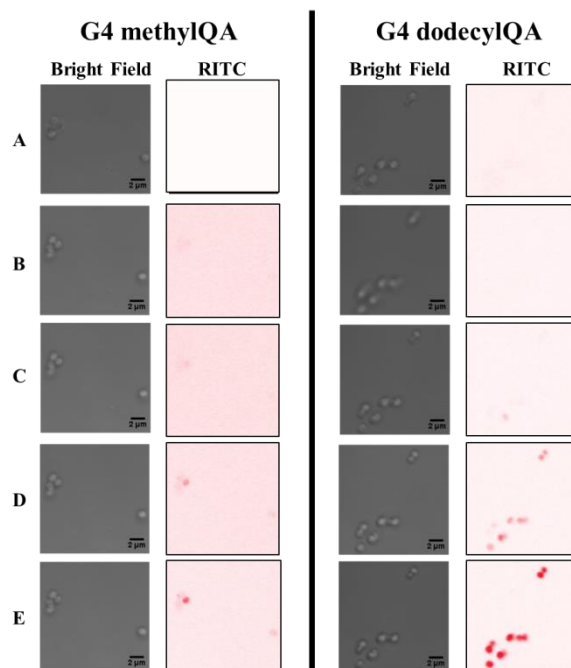 G4 methylQA
G4 dodecylQA
Bright Field
RITC
Bright Field
RITC
A
2 µm
2 µm
B
2 µm
2 µm
C
2 µm
2 µm
D
2 µm
2 µm
E
2 µm
2 µm